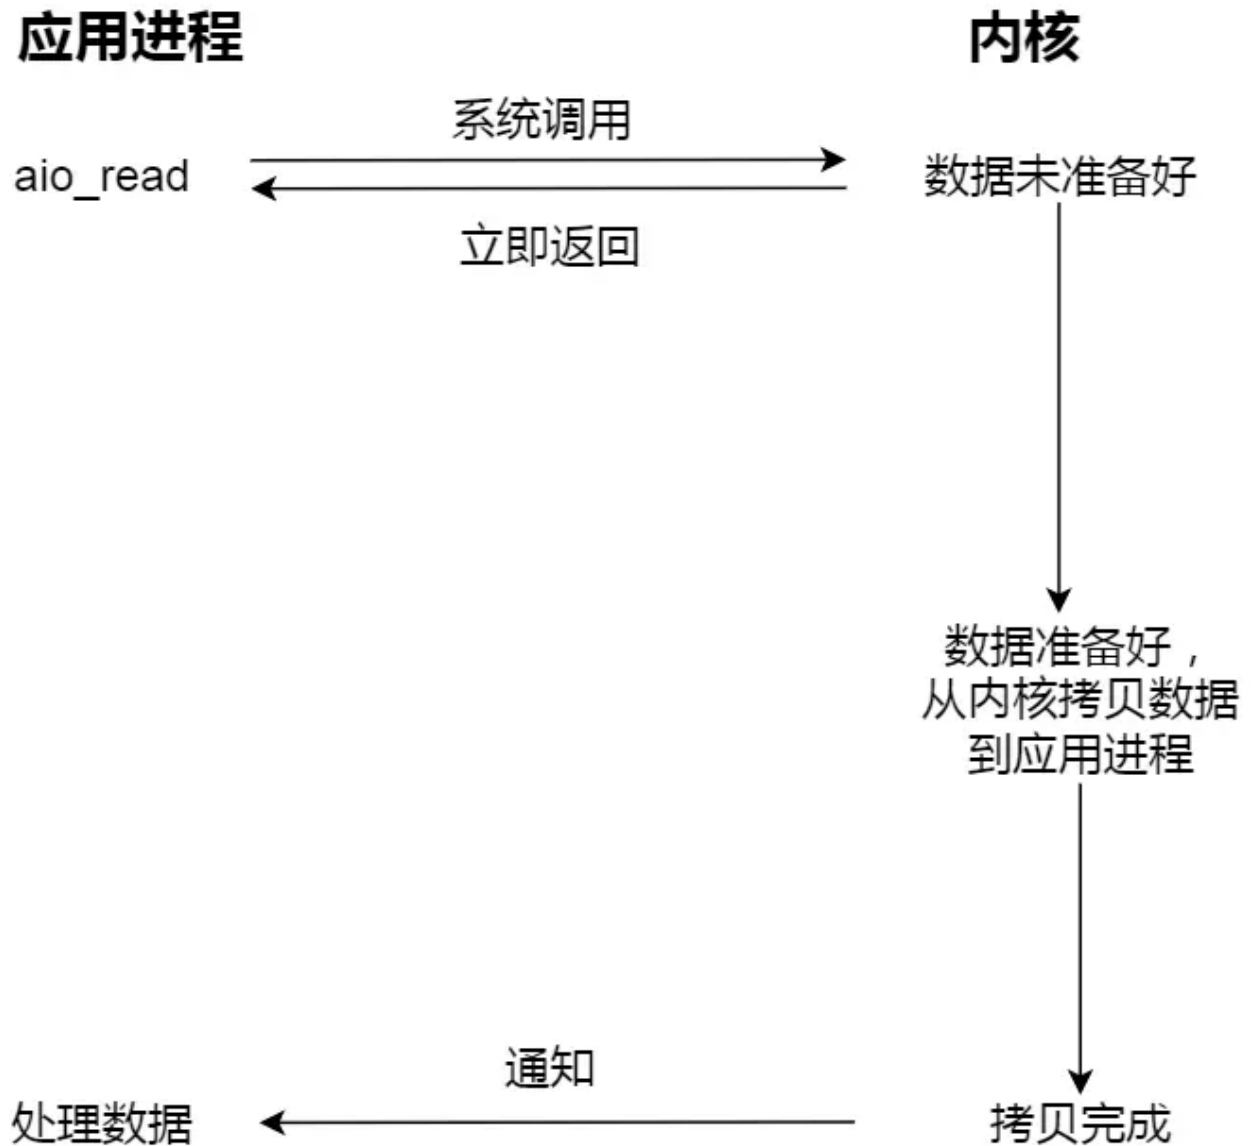 应用进程
内核
系统调用
aio_read
数据未准备好
立即返回
数据准备好，
从内核拷贝数据
到应用进程
通知
处理数据
拷贝完成